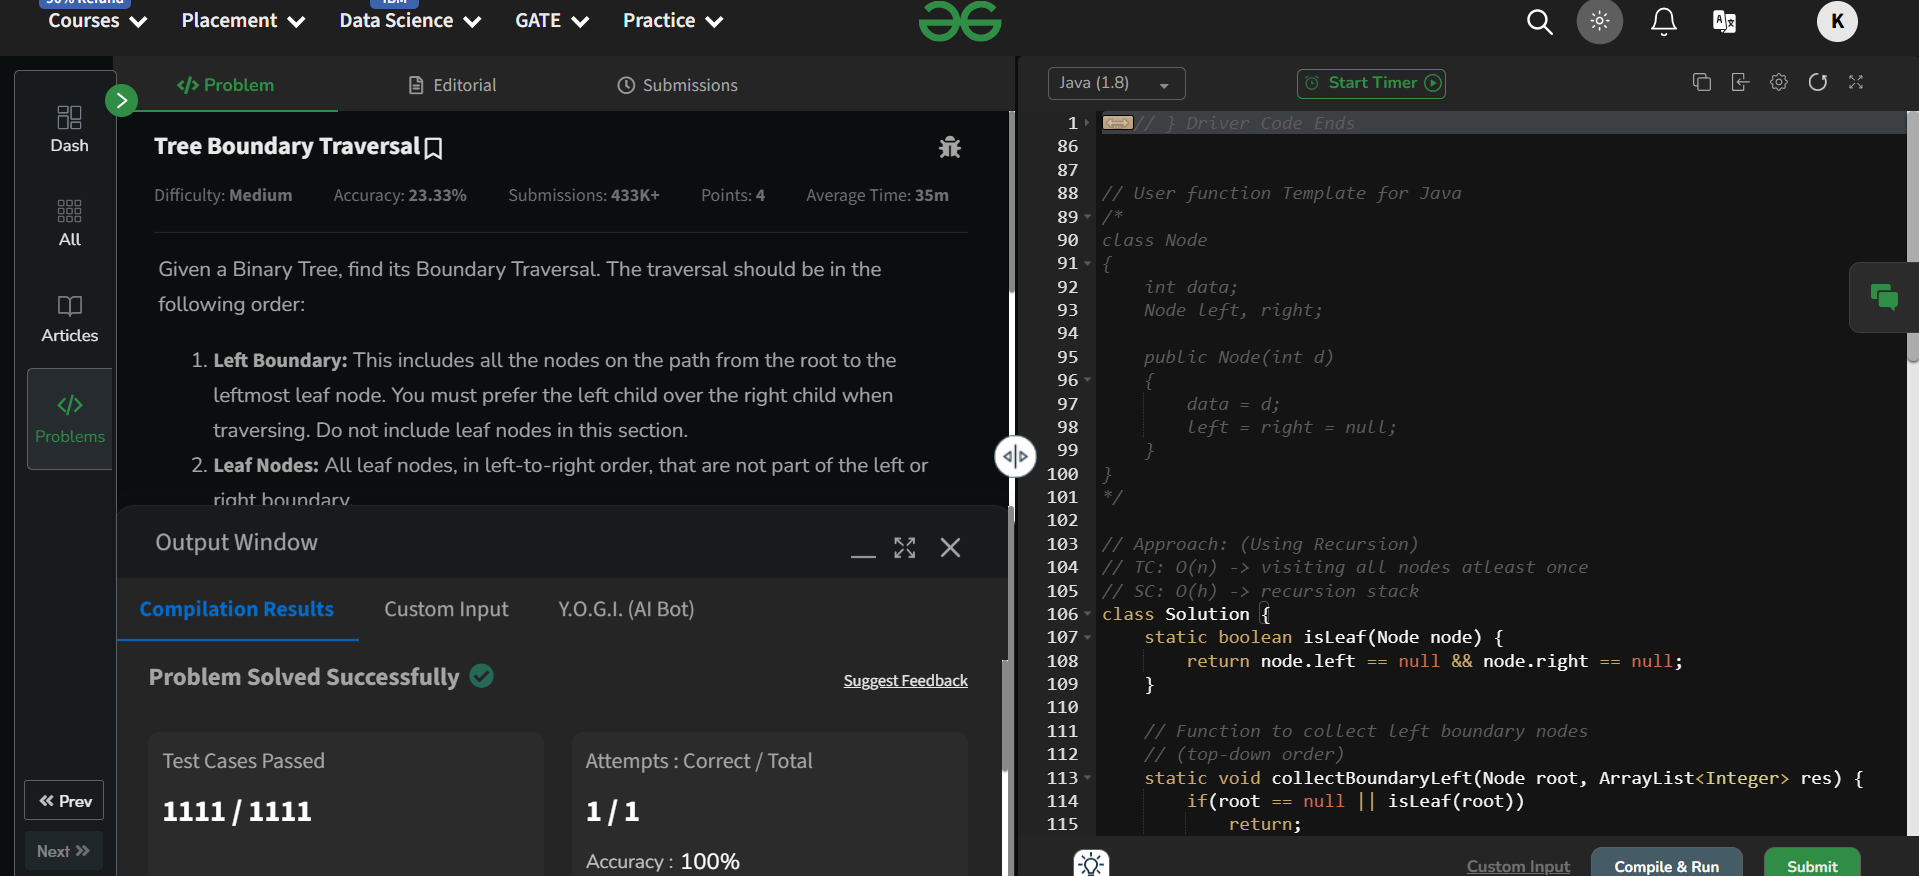 Courses
Placement
Data Science
GATE
Practice
K
Dash
All
Articles
Problems
Prev
Next
Problem
Editorial
Submissions
Tree Boundary Traversal
Difficulty: Medium Accuracy: 23.33% Submissions: 433K+ Points: 4 Average Time: 35m
Given a Binary Tree, find its Boundary Traversal. The traversal should be in the
following order:
1. Left Boundary: This includes all the nodes on the path from the root to the
leftmost leaf node. You must prefer the left child over the right child when
traversing. Do not include leaf nodes in this section.
2. Leaf Nodes: All leaf nodes, in left-to-right order, that are not part of the left or
right boundary
Output Window
Compilation Results
Custom Input
Y.O.G.I. (AI Bot)
Problem Solved Successfully
Suggest Feedback
Test Cases Passed
1111 / 1111
Attempts : Correct / Total
1 / 1
Accuracy : 100%
Java (1.8)
Start Timer
1 // } Driver Code Ends
86
87
88 // User function Template for Java
89 /*
90 class Node
91 {
92 int data;
93 Node left, right;
94
95 public Node(int d)
96 {
97 data = d;
98 left = right = null;
99 }
100 }
101 */
102
103 // Approach: (Using Recursion)
104 // TC: O(n) -> visiting all nodes atleast once
105 // SC: O(h) -> recursion stack
106 class Solution {
107 static boolean isLeaf(Node node) {
108 return node.left == null && node.right == null;
109 }
110
111 // Function to collect left boundary nodes
112 // (top-down order)
113 static void collectBoundaryLeft(Node root, ArrayList<Integer> res) {
114 if(root == null || isLeaf(root))
115 return;
Custom Input
Compile & Run
Submit